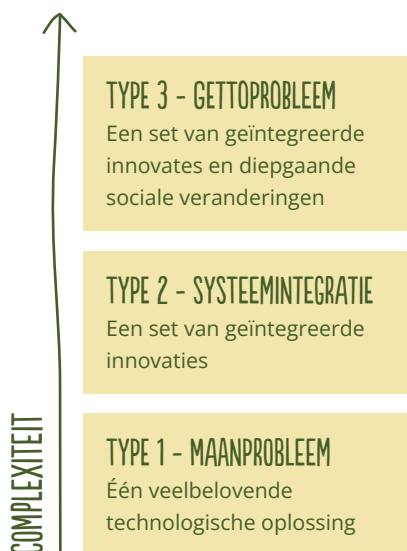 TYPE 3 - GETTOPROBLEEM
Een set van geïntegreerde
innovates en diepgaande
sociale veranderingen
TYPE 2 - SYSTEEMINTEGRATIE
Een set van geïntegreerde
innovaties
TYPE 1 - MAANPROBLEEM
Één veelbelovende
technologische oplossing
COMPLEXITEIT